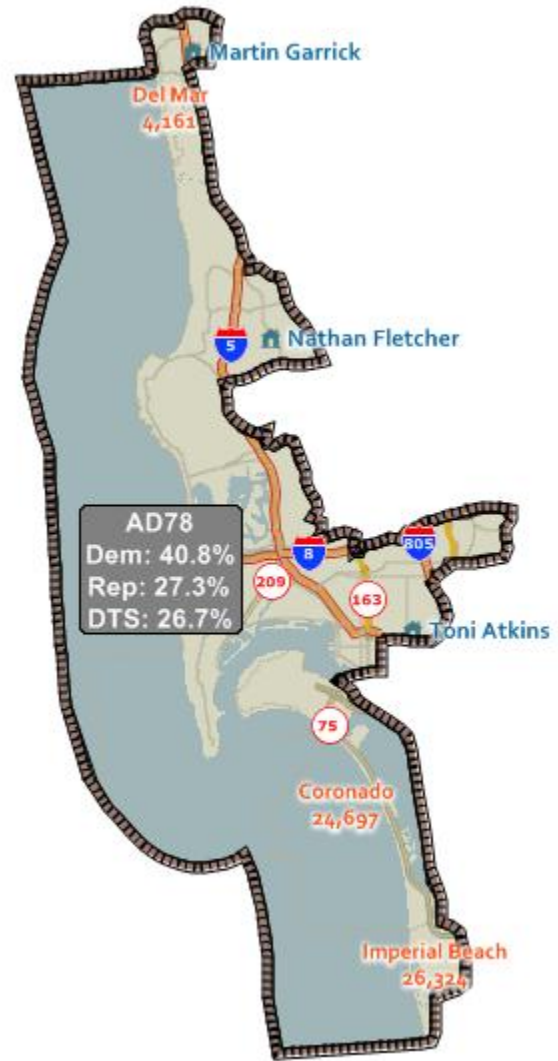 Martin Garrick
Del Mar
4,161
5
Nathan Fletcher
AD78
Dem: 40.8%
Rep: 27.3%
DTS: 26.7%
8
805
209
163
Toni Atkins
75
Coronado
24,697
Imperial Beach
26,324